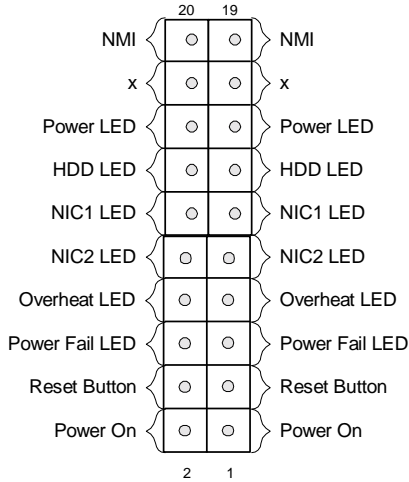 20 19
NMI NMI
x x
Power LED Power LED
HDD LED HDD LED
NIC1 LED NIC1 LED
NIC2 LED NIC2 LED
Overheat LED Overheat LED
Power Fail LED Power Fail LED
Reset Button Reset Button
Power On Power On
2 1